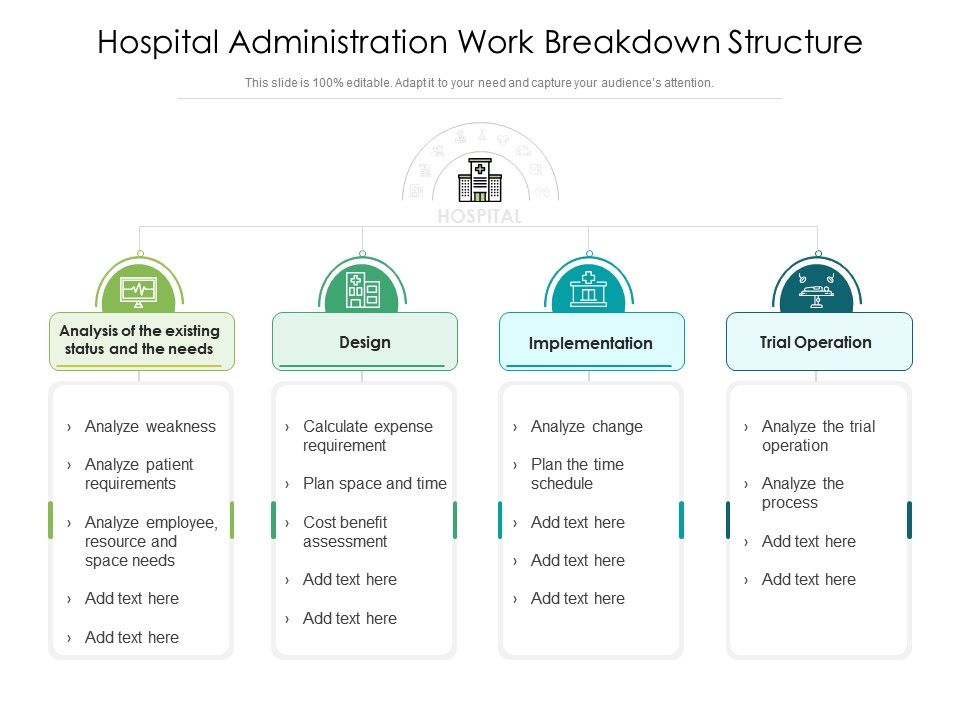 Hospital Administration Work Breakdown Structure
This slide is 100% editable. Adapt it to your need and capture your audience's attention.
HOSPITAL
Analysis of the existing
status and the needs
› Analyze weakness
› Analyze patient
requirements
› Analyze employee,
resource and
space needs
› Add text here
› Add text here
Design
› Calculate expense
requirement
› Plan space and time
› Cost benefit
assessment
› Add text here
› Add text here
Implementation
› Analyze change
› Plan the time
schedule
› Add text here
› Add text here
› Add text here
Trial Operation
› Analyze the trial
operation
› Analyze the
process
› Add text here
› Add text here